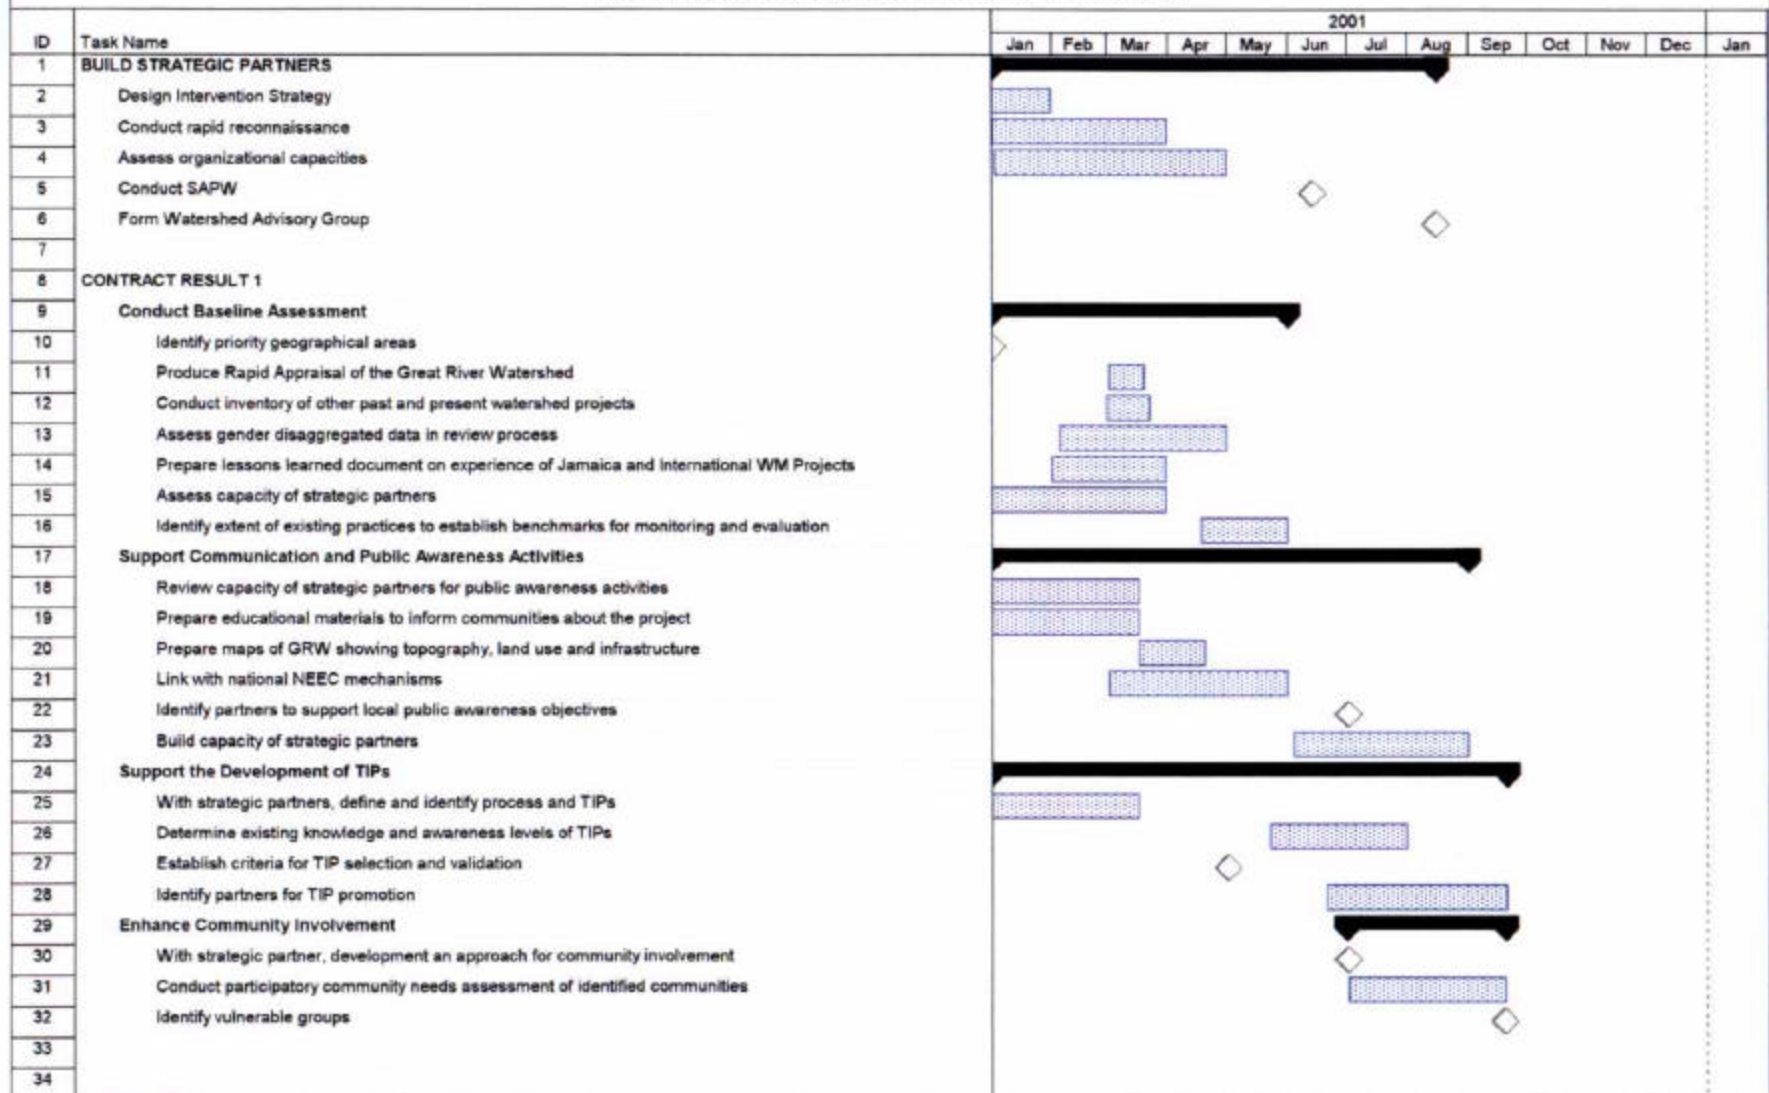 2001
ID Task Name Jan Feb Mar Apr May Jun Jul Aug Sep Oct Nov Dec Jan
1 BUILD STRATEGIC PARTNERS
2 Design Intervention Strategy
3 Conduct rapid reconnaissance
4 Assess organizational capacities
5 Conduct SAPW
6 Form Watershed Advisory Group
7
8 CONTRACT RESULT 1
9 Conduct Baseline Assessment
10 Identify priority geographical areas
11 Produce Rapid Appraisal of the Great River Watershed
12 Conduct inventory of other past and present watershed projects
13 Assess gender disaggregated data in review process
14 Prepare lessons learned document on experience of Jamaica and International WM Projects
15 Assess capacity of strategic partners
16 Identify extent of existing practices to establish benchmarks for monitoring and evaluation
17 Support Communication and Public Awareness Activities
18 Review capacity of strategic partners for public awareness activities
19 Prepare educational materials to inform communities about the project
20 Prepare maps of GRW showing topography, land use and infrastructure
21 Link with national NEEC mechanisms
22 Identify partners to support local public awareness objectives
23 Build capacity of strategic partners
24 Support the Development of TIPs
25 With strategic partners, define and identify process and TIPs
26 Determine existing knowledge and awareness levels of TIPs
27 Establish criteria for TIP selection and validation
28 Identify partners for TIP promotion
29 Enhance Community Involvement
30 With strategic partner, development an approach for community involvement
31 Conduct participatory community needs assessment of identified communities
32 Identify vulnerable groups
33
34